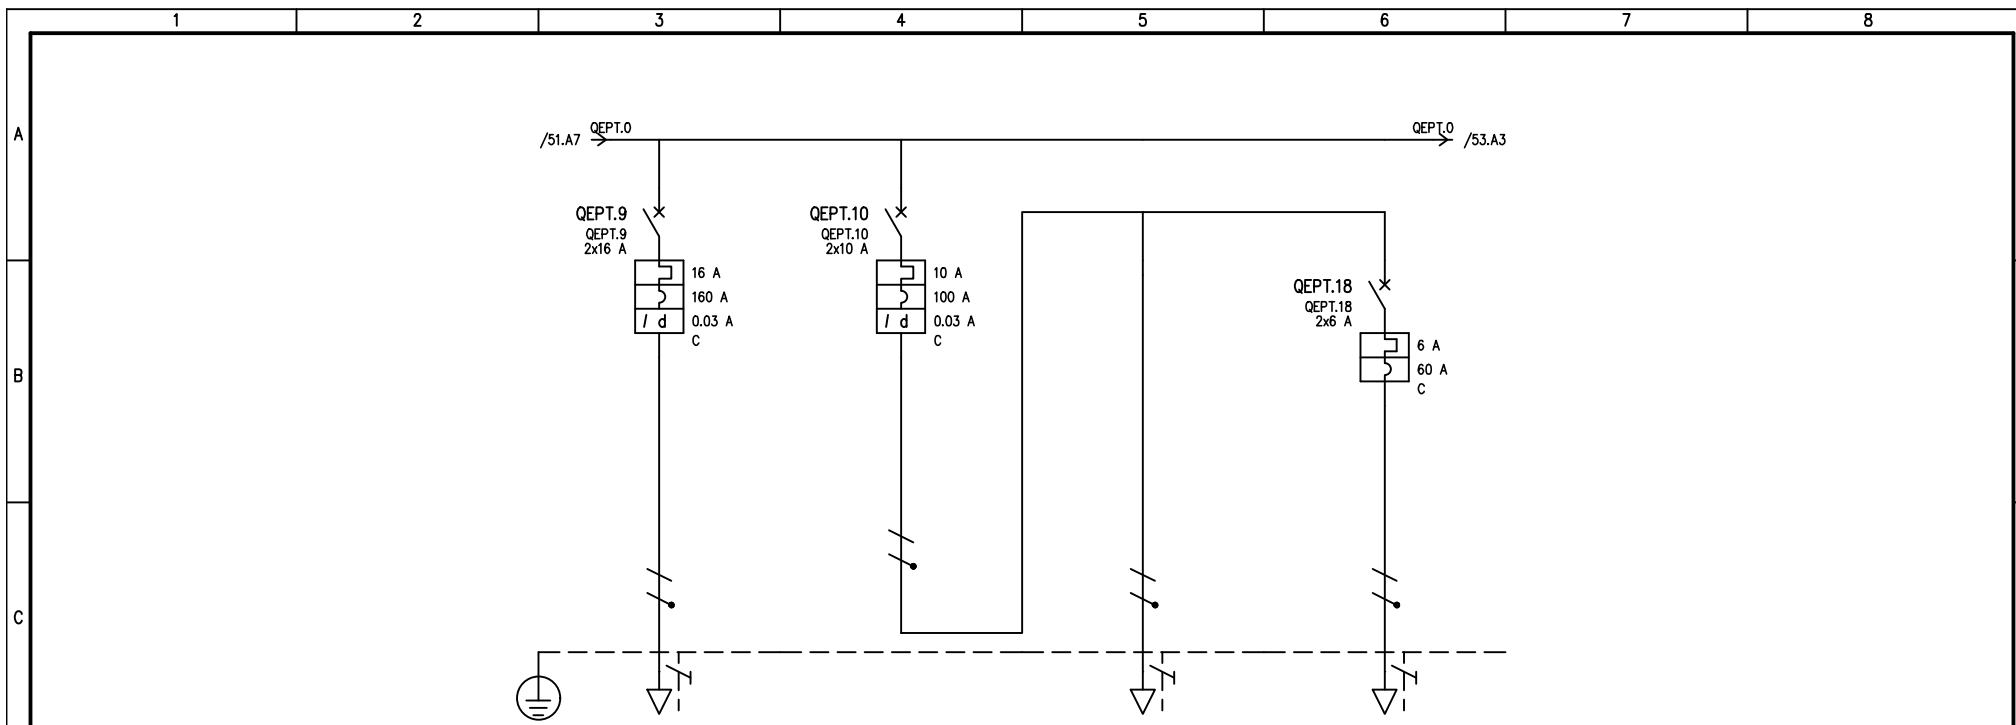 1 2 3 4 5 6 7 8
A
/51.A7 QEPT.0 QEPT.0 /53.A3
QEPT.9
QEPT.9
2x16 A
16 A
160 A
I d 0.03 A
C
QEPT.10
QEPT.10
2x10 A
10 A
100 A
I d 0.03 A
C
QEPT.18
QEPT.18
2x6 A
6 A
60 A
C
B
C